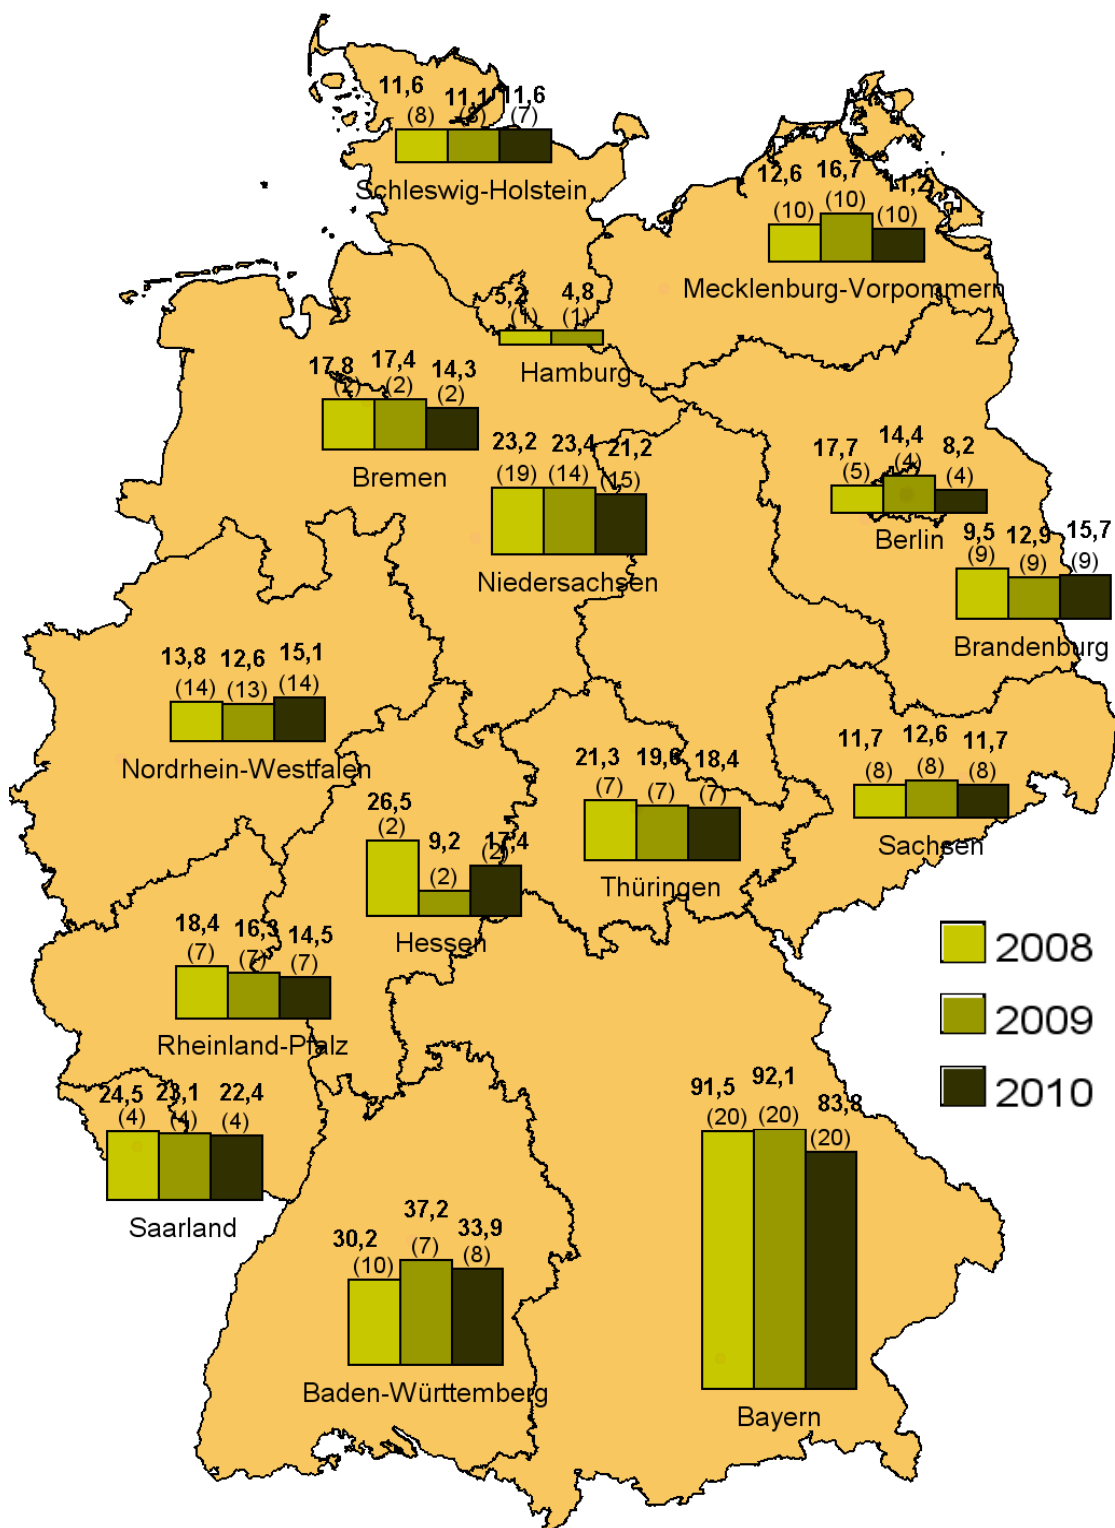 11,6 11,1 11,6
(8) (8) (7)
Schleswig-Holstein
12,6 16,7 11,2
(10) (10) (10)
Mecklenburg-Vorpommern
5,2 4,8
(1) (1)
Hamburg
17,8 17,4 14,3
(2) (2) (2)
Bremen
23,2 23,4 21,2
(19) (14) (15)
Niedersachsen
17,7 14,4 8,2
(5) (4) (4)
Berlin
9,5 12,9 15,7
(9) (9) (9)
Brandenburg
13,8 12,6 15,1
(14) (13) (14)
Nordrhein-Westfalen
21,3 19,6 18,4
(7) (7) (7)
Thüringen
11,7 12,6 11,7
(8) (8) (8)
Sachsen
26,5 9,2 17,4
(2) (2) (2)
Hessen
18,4 16,3 14,5
(7) (7) (7)
Rheinland-Pfalz
2008
2009
2010
24,5 23,1 22,4
(4) (4) (4)
Saarland
91,5 92,1 83,8
(20) (20) (20)
Bayern
30,2 37,2 33,9
(10) (7) (8)
Baden-Württemberg